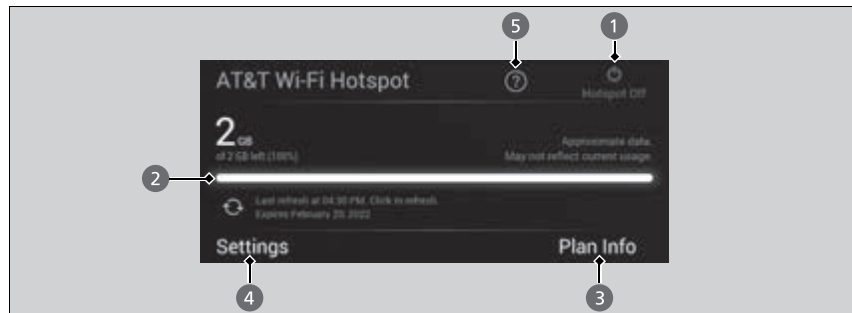 5 1
AT&T Wi-Fi Hotspot ?
Hotspot Off
2 GB
of 2 GB left (100%)
Approximate data.
May not reflect current usage
2
Last refresh at 04:30 PM. Click to refresh.
Expires February 20, 2022
Settings Plan Info
4 3